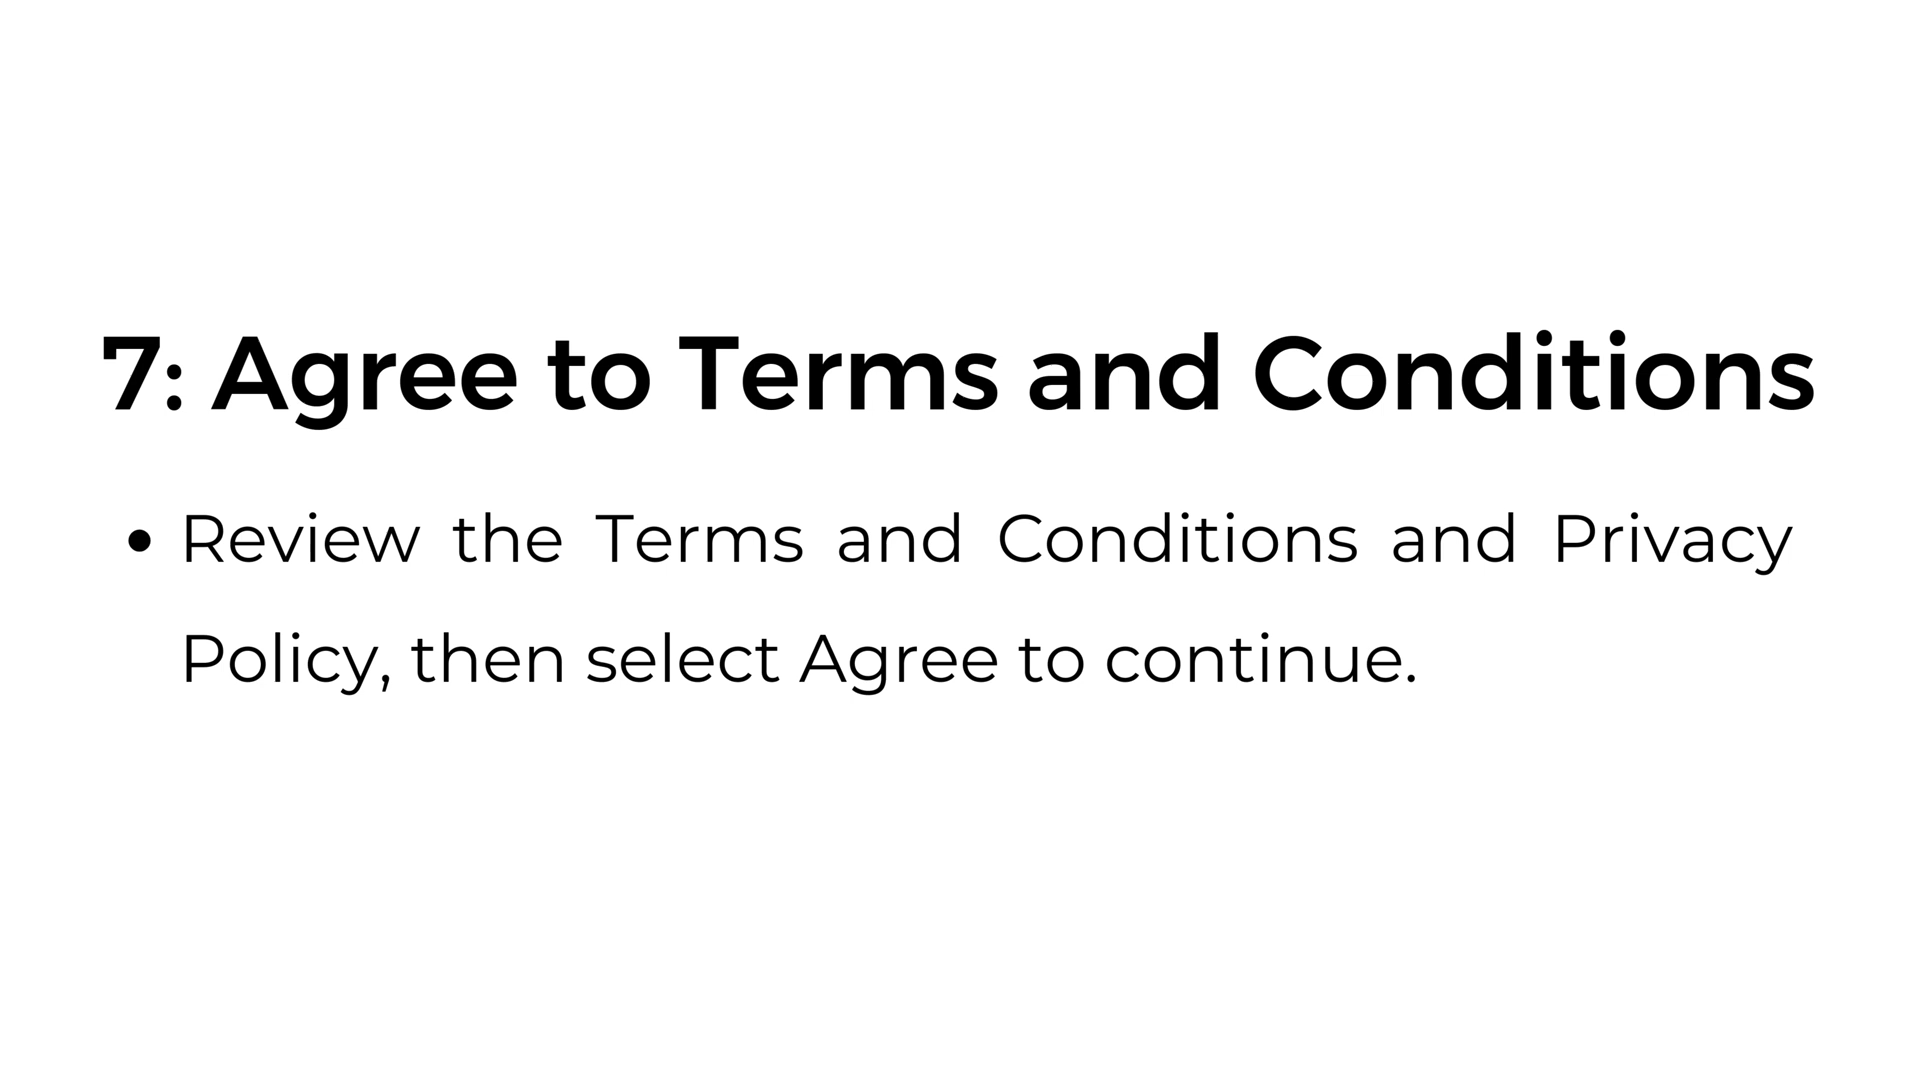 7: Agree to Terms and Conditions
• Review the Terms and Conditions and Privacy
Policy, then select Agree to continue.